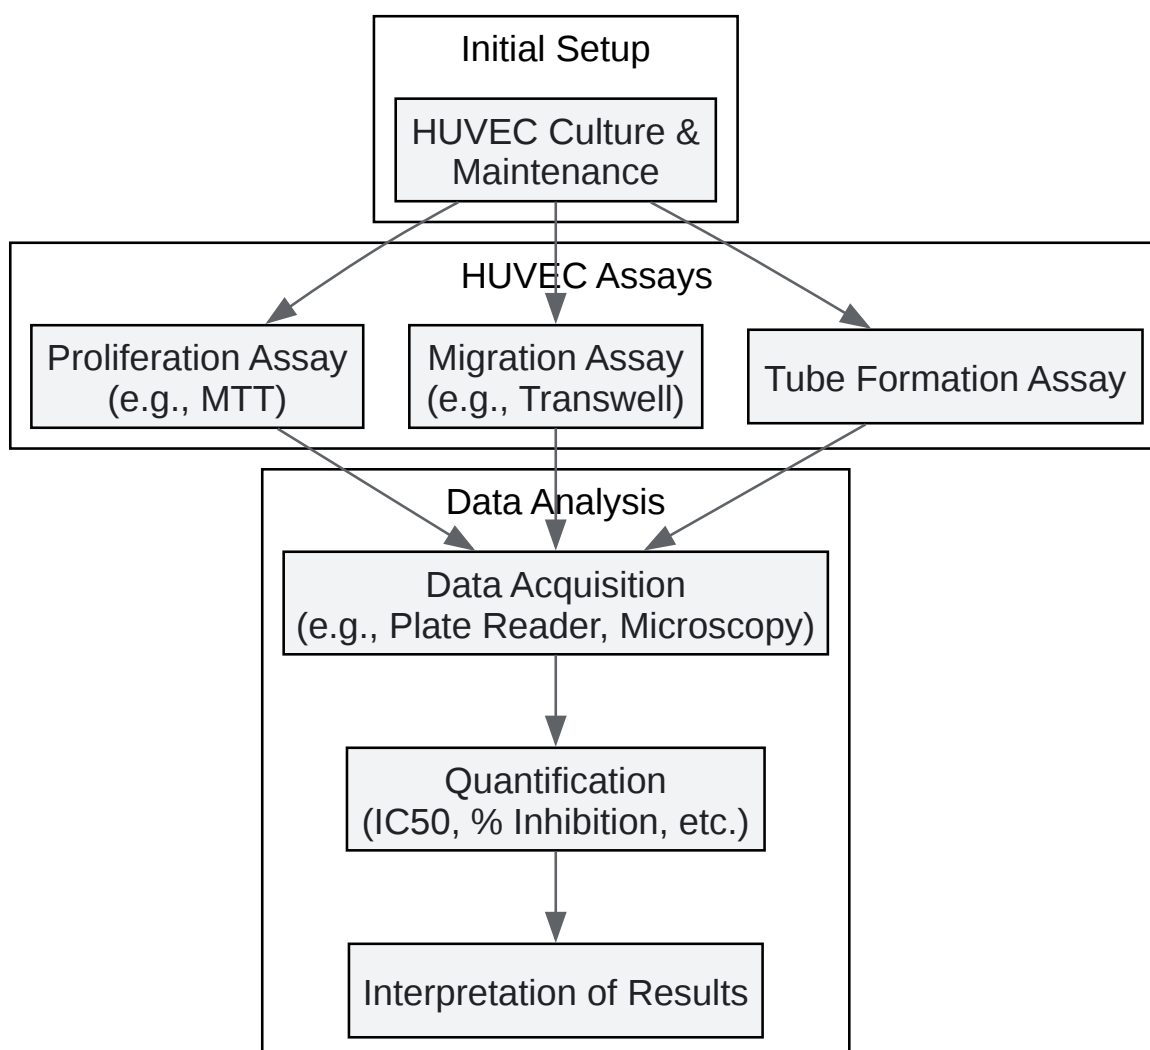 Initial Setup
HUVEC Culture &
Maintenance
HUVEC Assays
Proliferation Assay
(e.g., MTT)
Migration Assay
(e.g., Transwell)
Tube Formation Assay
Data Analysis
Data Acquisition
(e.g., Plate Reader, Microscopy)
Quantification
(IC50, % Inhibition, etc.)
Interpretation of Results